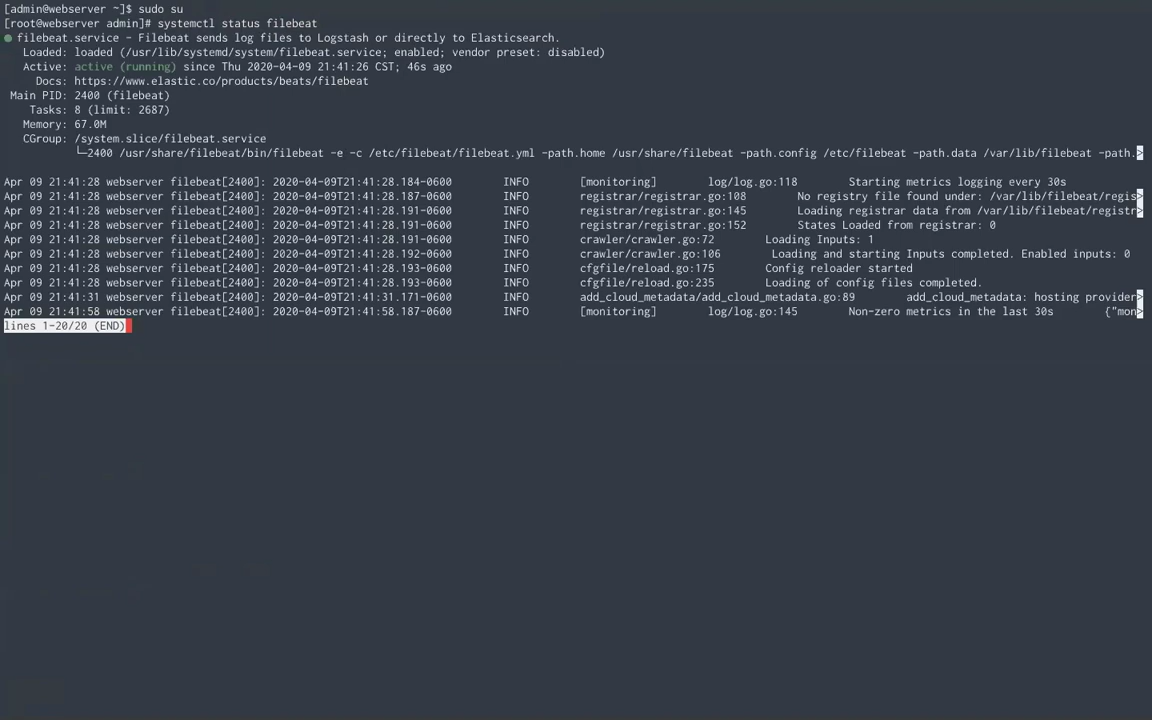 [admin@webserver ~]$ sudo su
[root@webserver admin]# systemctl status filebeat
● filebeat.service - Filebeat sends log files to Logstash or directly to Elasticsearch.
Loaded: loaded (/usr/lib/systemd/system/filebeat.service; enabled; vendor preset: disabled)
Active: active (running) since Thu 2020-04-09 21:41:26 CST; 46s ago
Docs: https://www.elastic.co/products/beats/filebeat
Main PID: 2400 (filebeat)
Tasks: 8 (limit: 2687)
Memory: 67.0M
CGroup: /system.slice/filebeat.service
└─2400 /usr/share/filebeat/bin/filebeat -e -c /etc/filebeat/filebeat.yml -path.home /usr/share/filebeat -path.config /etc/filebeat -path.data /var/lib/filebeat -path.>
Apr 09 21:41:28 webserver filebeat[2400]: 2020-04-09T21:41:28.184-0600 INFO [monitoring] log/log.go:118 Starting metrics logging every 30s
Apr 09 21:41:28 webserver filebeat[2400]: 2020-04-09T21:41:28.187-0600 INFO registrar/registrar.go:108 No registry file found under: /var/lib/filebeat/regis>
Apr 09 21:41:28 webserver filebeat[2400]: 2020-04-09T21:41:28.191-0600 INFO registrar/registrar.go:145 Loading registrar data from /var/lib/filebeat/registr>
Apr 09 21:41:28 webserver filebeat[2400]: 2020-04-09T21:41:28.191-0600 INFO registrar/registrar.go:152 States Loaded from registrar: 0
Apr 09 21:41:28 webserver filebeat[2400]: 2020-04-09T21:41:28.191-0600 INFO crawler/crawler.go:72 Loading Inputs: 1
Apr 09 21:41:28 webserver filebeat[2400]: 2020-04-09T21:41:28.192-0600 INFO crawler/crawler.go:106 Loading and starting Inputs completed. Enabled inputs: 0
Apr 09 21:41:28 webserver filebeat[2400]: 2020-04-09T21:41:28.193-0600 INFO cfgfile/reload.go:175 Config reloader started
Apr 09 21:41:28 webserver filebeat[2400]: 2020-04-09T21:41:28.193-0600 INFO cfgfile/reload.go:235 Loading of config files completed.
Apr 09 21:41:31 webserver filebeat[2400]: 2020-04-09T21:41:31.171-0600 INFO add_cloud_metadata/add_cloud_metadata.go:89 add_cloud_metadata: hosting provider>
Apr 09 21:41:58 webserver filebeat[2400]: 2020-04-09T21:41:58.187-0600 INFO [monitoring] log/log.go:145 Non-zero metrics in the last 30s {"mon>
lines 1-20/20 (END)